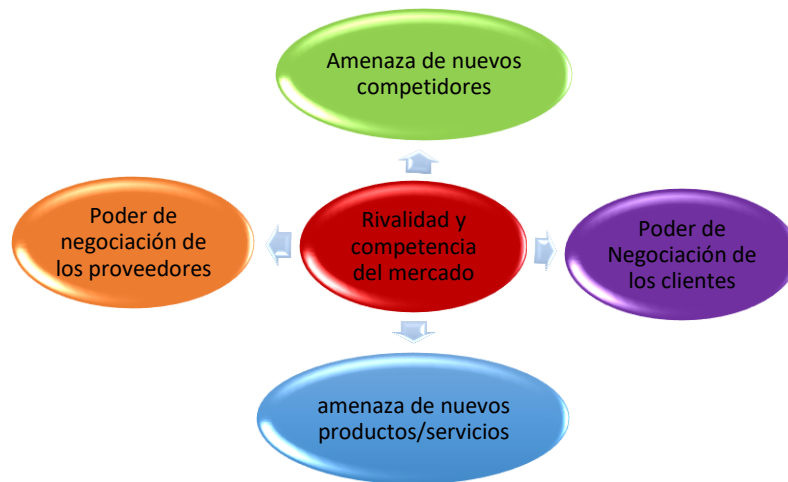 Amenaza de nuevos
competidores
Poder de
negociación de
los proveedores
Rivalidad y
competencia
del mercado
Poder de
Negociación de
los clientes
amenaza de nuevos
productos/servicios